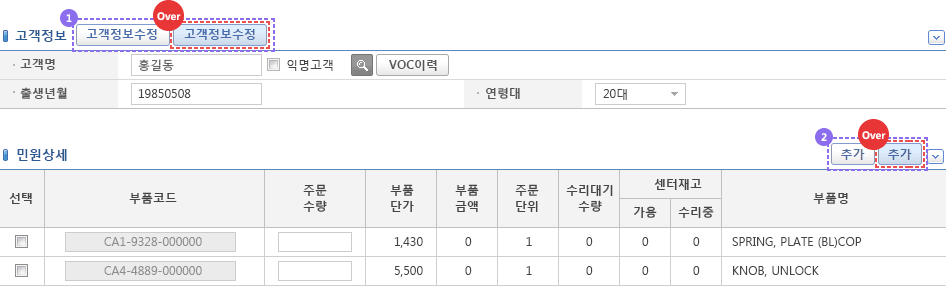 1 Over
고객정보 고객정보수정 고객정보수정
· 고객명 홍길동 익명고객 VOC이력
· 출생년월 19850508 · 연령대 20대
2 Over
민원상세 추가 추가
선택 부품코드 주문 수량 부품 단가 부품 금액 주문 단위 수리대기 수량 센터재고 부품명
가용 수리중
CA1-9328-000000 1,430 0 1 0 0 0 SPRING, PLATE (BL)COP
CA4-4889-000000 5,500 0 1 0 0 0 KNOB, UNLOCK